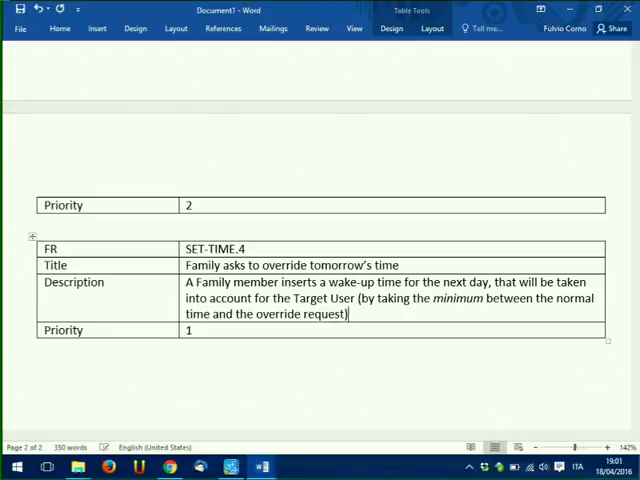 Document1 - Word
Table Tools
File Home Insert Design Layout References Mailings Review View Design Layout Tell me... Fulvio Corno Share
Priority 2
FR SET-TIME.4
Title Family asks to override tomorrow's time
Description A Family member inserts a wake-up time for the next day, that will be taken
into account for the Target User (by taking the minimum between the normal
time and the override request)
Priority 1
Page 2 of 2 350 words English (United States) 142%
ITA
19:01
18/04/2016